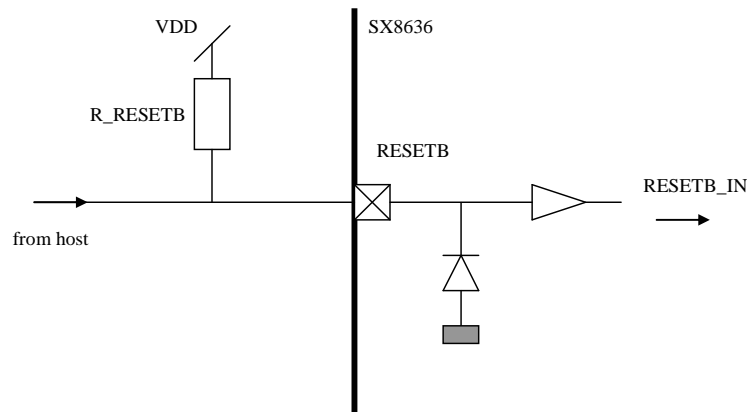 VDD
SX8636
R_RESETB
RESETB
RESETB_IN
from host